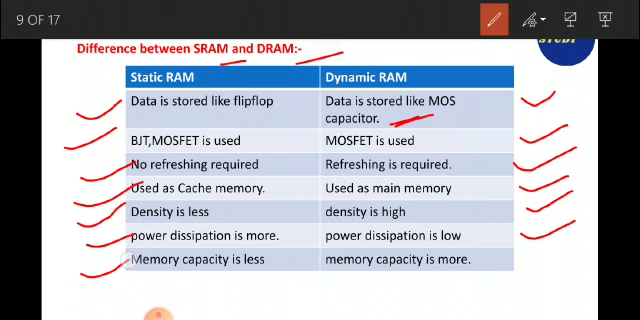 9 OF 17
STUDY
Difference between SRAM and DRAM:-
Static RAM Dynamic RAM
Data is stored like flipflop Data is stored like MOS
capacitor.
BJT,MOSFET is used MOSFET is used
No refreshing required Refreshing is required.
Used as Cache memory. Used as main memory
Density is less density is high
power dissipation is more. power dissipation is low
Memory capacity is less memory capacity is more.